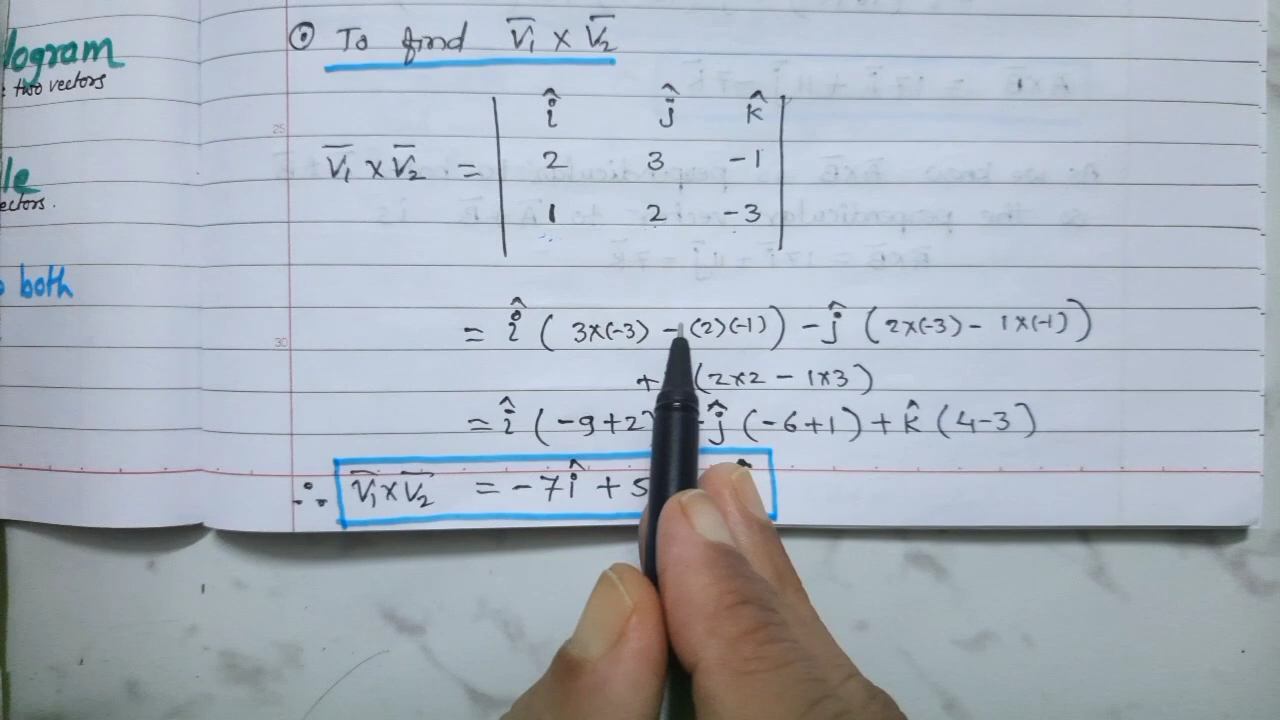 logram
two vectors
le
ectors.
both
⊙ To find V̅₁ × V̅₂
î ĵ k̂
V̅₁ × V̅₂ = 2 3 -1
1 2 -3
25
= î ( 3×(-3) - (2)(-1) ) - ĵ ( 2×(-3) - 1×(-1) )
30
+ (2×2 - 1×3)
= î (-9+2) - ĵ (-6+1) + k̂ (4-3)
∴ V̅₁×V̅₂ = -7î + 5